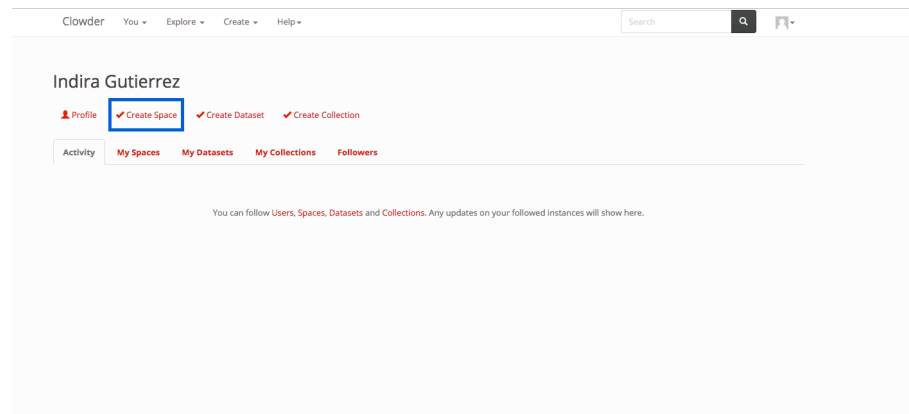 Clowder You Explore Create Help Search
Indira Gutierrez
Profile Create Space Create Dataset Create Collection
Activity My Spaces My Datasets My Collections Followers
You can follow Users, Spaces, Datasets and Collections. Any updates on your followed instances will show here.